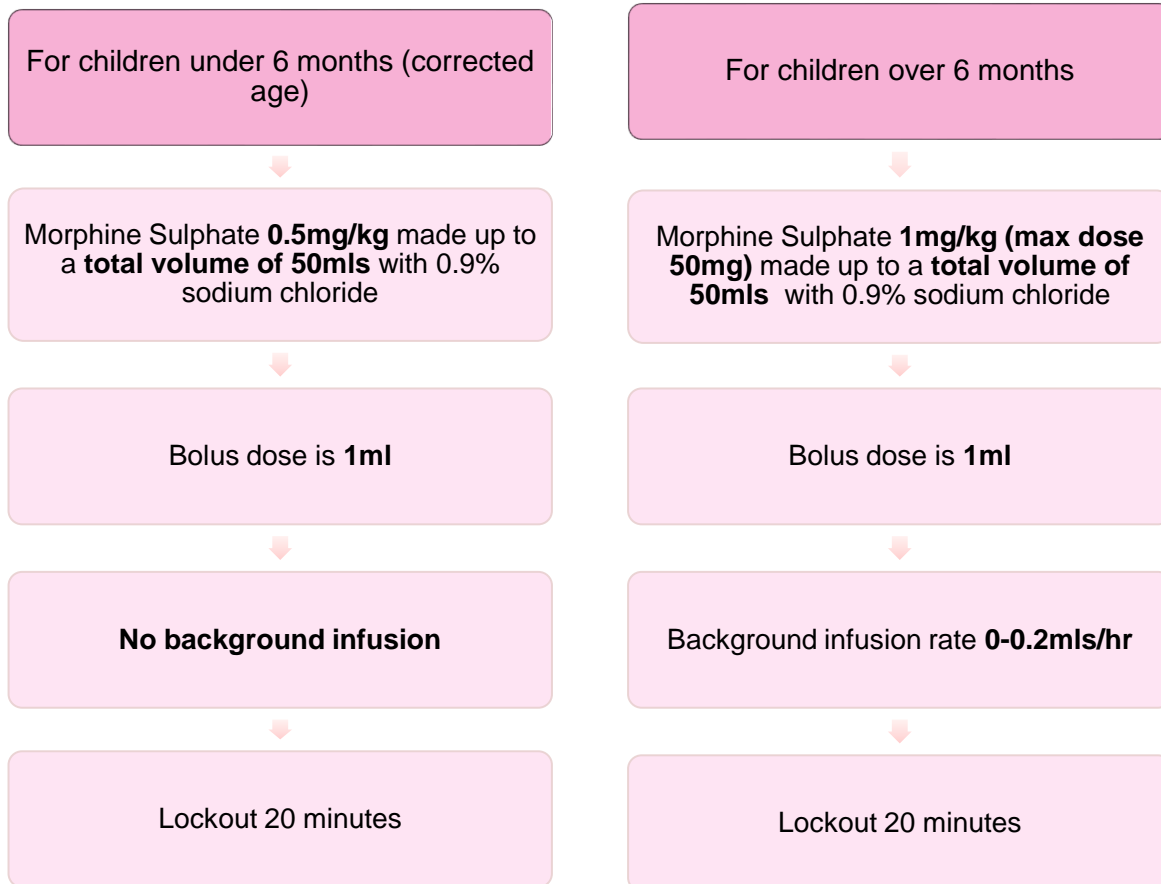 For children under 6 months (corrected
age)
Morphine Sulphate 0.5mg/kg made up to
a total volume of 50mls with 0.9%
sodium chloride
Bolus dose is 1ml
No background infusion
Lockout 20 minutes
For children over 6 months
Morphine Sulphate 1mg/kg (max dose
50mg) made up to a total volume of
50mls with 0.9% sodium chloride
Bolus dose is 1ml
Background infusion rate 0-0.2mls/hr
Lockout 20 minutes